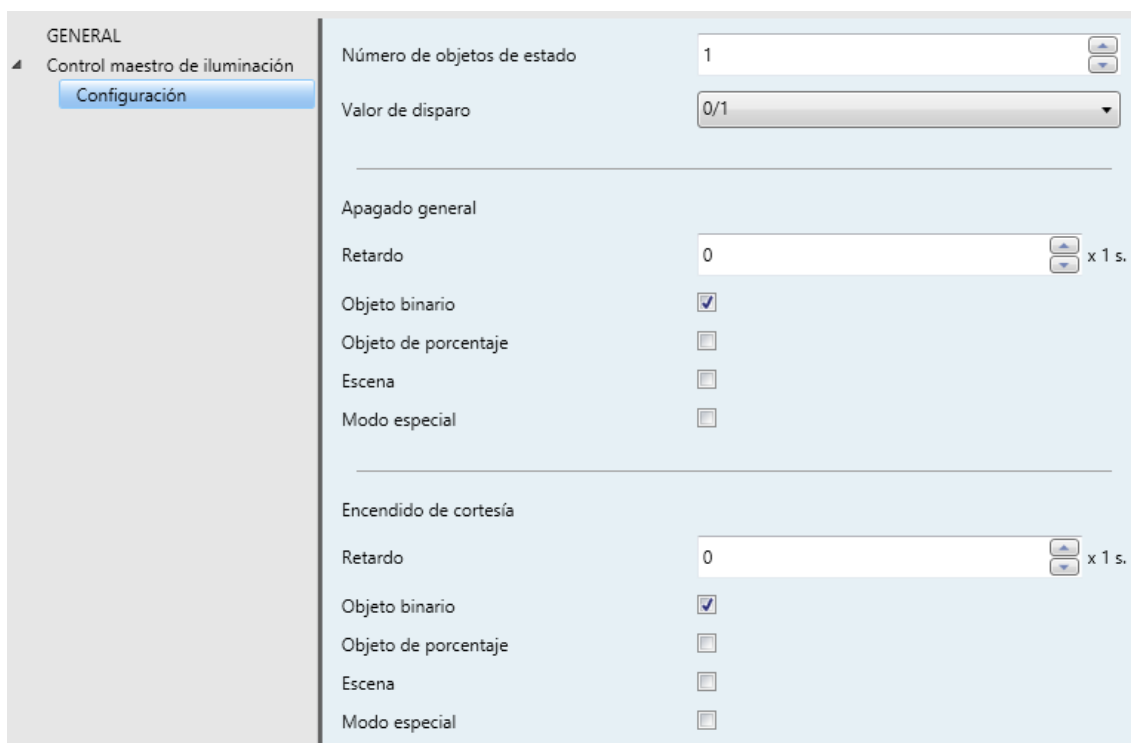 GENERAL
Control maestro de iluminación
Configuración
Número de objetos de estado 1
Valor de disparo 0/1
Apagado general
Retardo 0 x 1 s.
Objeto binario
Objeto de porcentaje
Escena
Modo especial
Encendido de cortesía
Retardo 0 x 1 s.
Objeto binario
Objeto de porcentaje
Escena
Modo especial